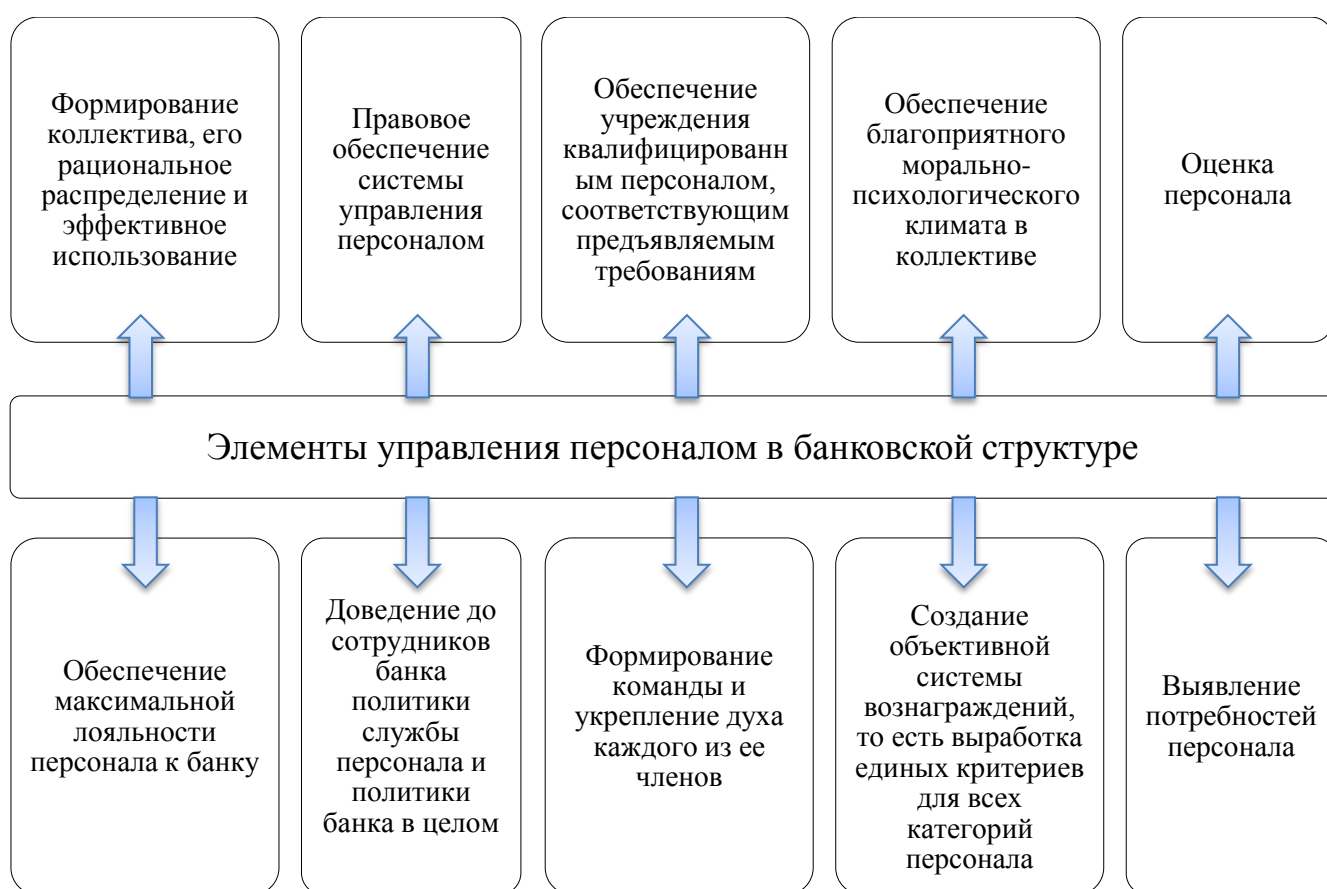 Формирование
коллектива, его
рациональное
распределение и
эффективное
использование
Правовое
обеспечение
системы
управления
персоналом
Обеспечение
учреждения
квалифицированн
ым персоналом,
соответствующим
предъявляемым
требованиям
Обеспечение
благоприятного
морально-
психологического
климата в
коллективе
Оценка
персонала
Элементы управления персоналом в банковской структуре
Обеспечение
максимальной
лояльности
персонала к банку
Доведение до
сотрудников
банка
политики
службы
персонала и
политики
банка в целом
Формирование
команды и
укрепление духа
каждого из ее
членов
Создание
объективной
системы
вознаграждений,
то есть выработка
единых критериев
для всех
категорий
персонала
Выявление
потребностей
персонала